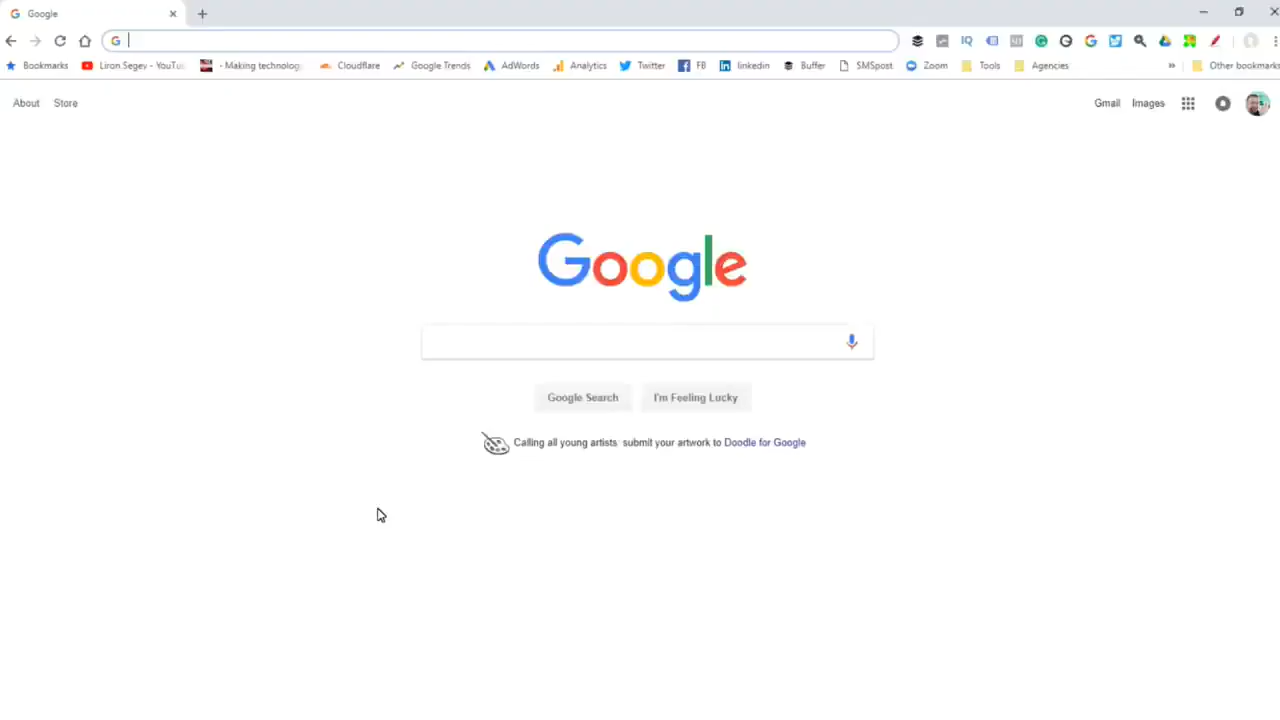 Google
Bookmarks Liron Segev - YouTu - Making technolog Cloudflare Google Trends AdWords Analytics Twitter FB linkedin Buffer SMSpost Zoom Tools Agencies » Other bookmarks
About Store Gmail Images
Google
Google Search I'm Feeling Lucky
Calling all young artists: submit your artwork to Doodle for Google